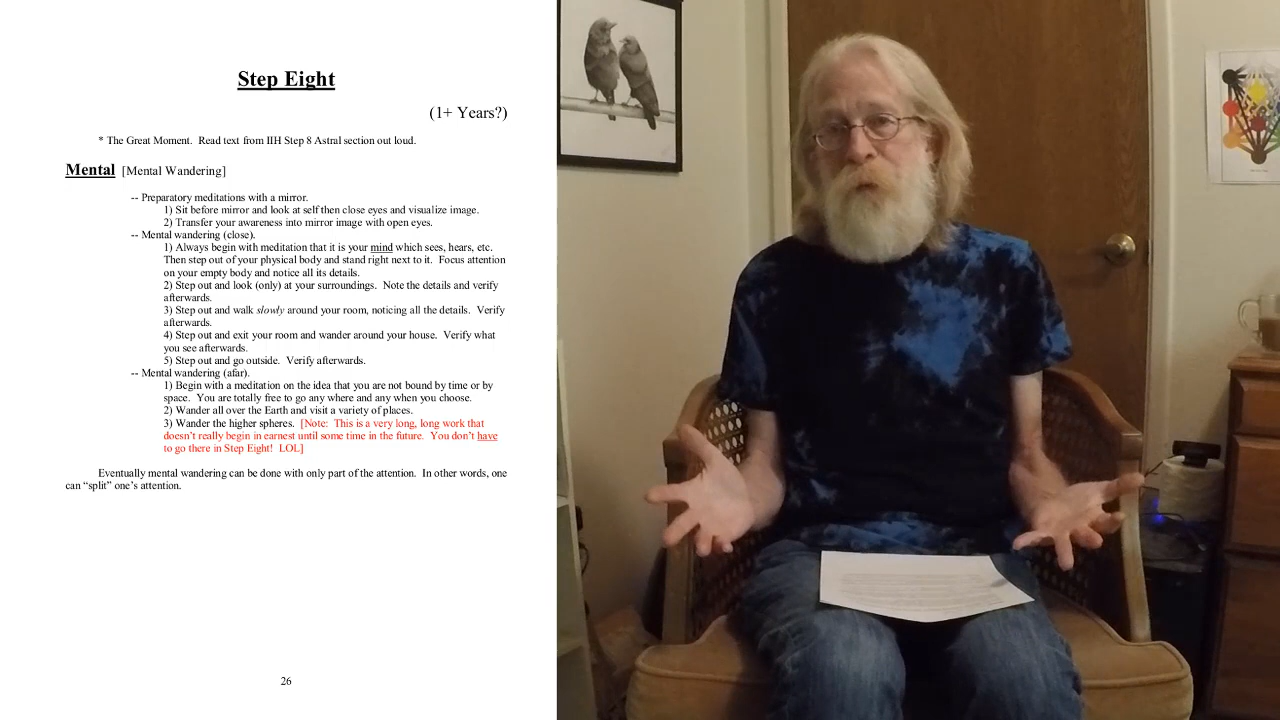 Step Eight
(1+ Years?)
* The Great Moment.  Read text from IIH Step 8 Astral section out loud.
Mental [Mental Wandering]
-- Preparatory meditations with a mirror.
1) Sit before mirror and look at self then close eyes and visualize image.
2) Transfer your awareness into mirror image with open eyes.
-- Mental wandering (close).
1) Always begin with meditation that it is your mind which sees, hears, etc.
Then step out of your physical body and stand right next to it.  Focus attention
on your empty body and notice all its details.
2) Step out and look (only) at your surroundings.  Note the details and verify
afterwards.
3) Step out and walk slowly around your room, noticing all the details.  Verify
afterwards.
4) Step out and exit your room and wander around your house.  Verify what
you see afterwards.
5) Step out and go outside.  Verify afterwards.
-- Mental wandering (afar).
1) Begin with a meditation on the idea that you are not bound by time or by
space.  You are totally free to go any where and any when you choose.
2) Wander all over the Earth and visit a variety of places.
3) Wander the higher spheres.  [Note:  This is a very long, long work that
doesn't really begin in earnest until some time in the future.  You don't have
to go there in Step Eight!  LOL]
Eventually mental wandering can be done with only part of the attention.  In other words, one
can “split” one's attention.
26